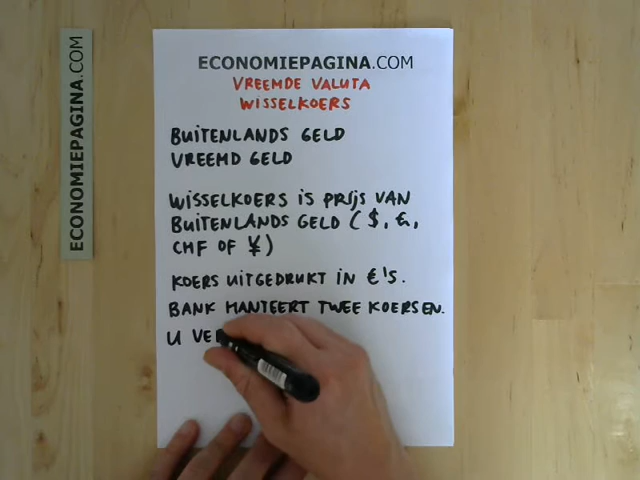 ECONOMIEPAGINA.COM
ECONOMIEPAGINA.COM
VREEMDE VALUTA
WISSELKOERS
BUITENLANDS GELD
VREEMD GELD
WISSELKOERS IS PRIJS VAN
BUITENLANDS GELD ($, £,
CHF OF ¥)
KOERS UITGEDRUKT IN €'S.
BANK HANTEERT TWEE KOERSEN.
U VER